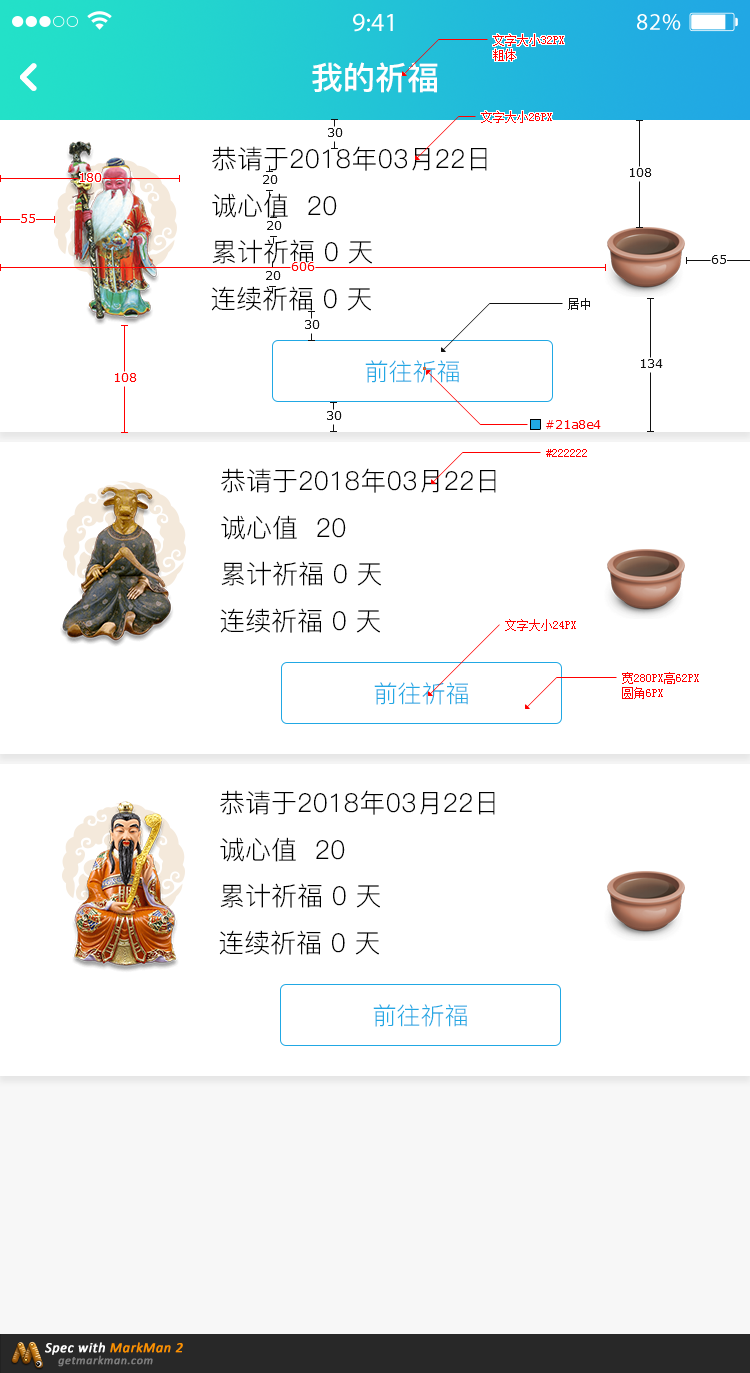 9:41
82%
文字大小32PX
粗体
我的祈福
文字大小26PX
30
恭请于2018年03月22日
108
180
20
诚心值 20
55
20
累计祈福 0 天
606
65
20
连续祈福 0 天
居中
30
134
前往祈福
108
30
#21a8e4
#222222
恭请于2018年03月22日
诚心值 20
累计祈福 0 天
连续祈福 0 天
文字大小24PX
前往祈福
宽280PX高62PX
圆角6PX
恭请于2018年03月22日
诚心值 20
累计祈福 0 天
连续祈福 0 天
前往祈福
Spec with MarkMan 2
getmarkman.com